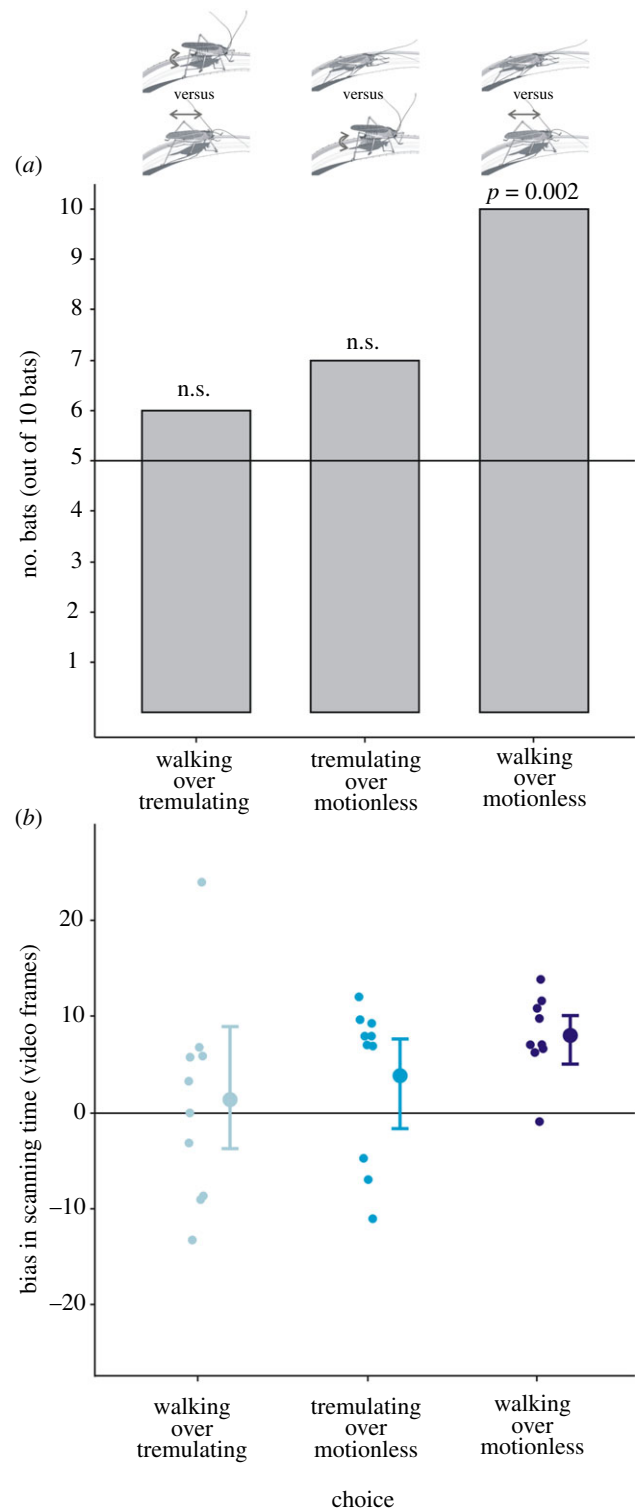 versus versus versus
(a)
p = 0.002
n.s.
n.s.
10
9
8
7
6
5
4
3
2
1
no. bats (out of 10 bats)
walking over tremulating
tremulating over motionless
walking over motionless
(b)
20
10
0
–10
–20
bias in scanning time (video frames)
walking over tremulating
tremulating over motionless
walking over motionless
choice